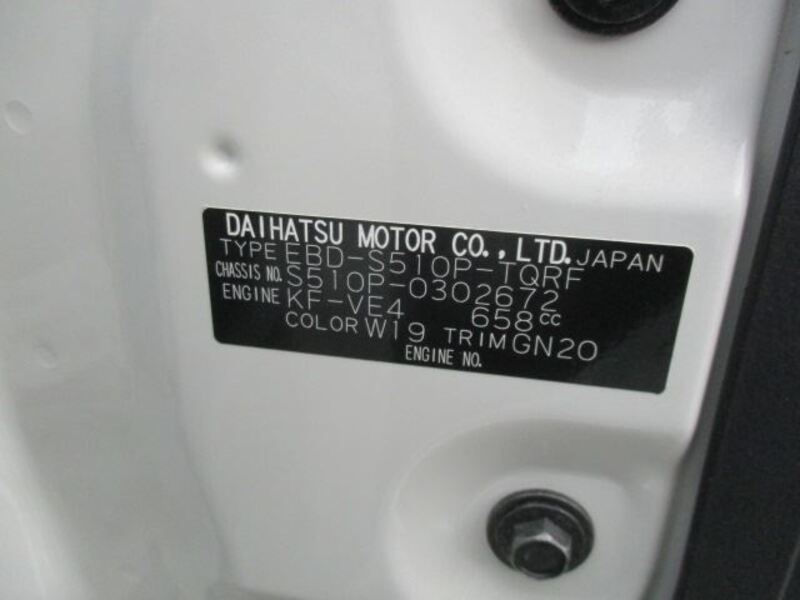 DAIHATSU MOTOR CO., LTD. JAPAN
TYPE EBD-S510P-TQRF
CHASSIS NO. S510P-0302672
ENGINE KF-VE4 658cc
COLOR W19 TRIM GN20
ENGINE NO.